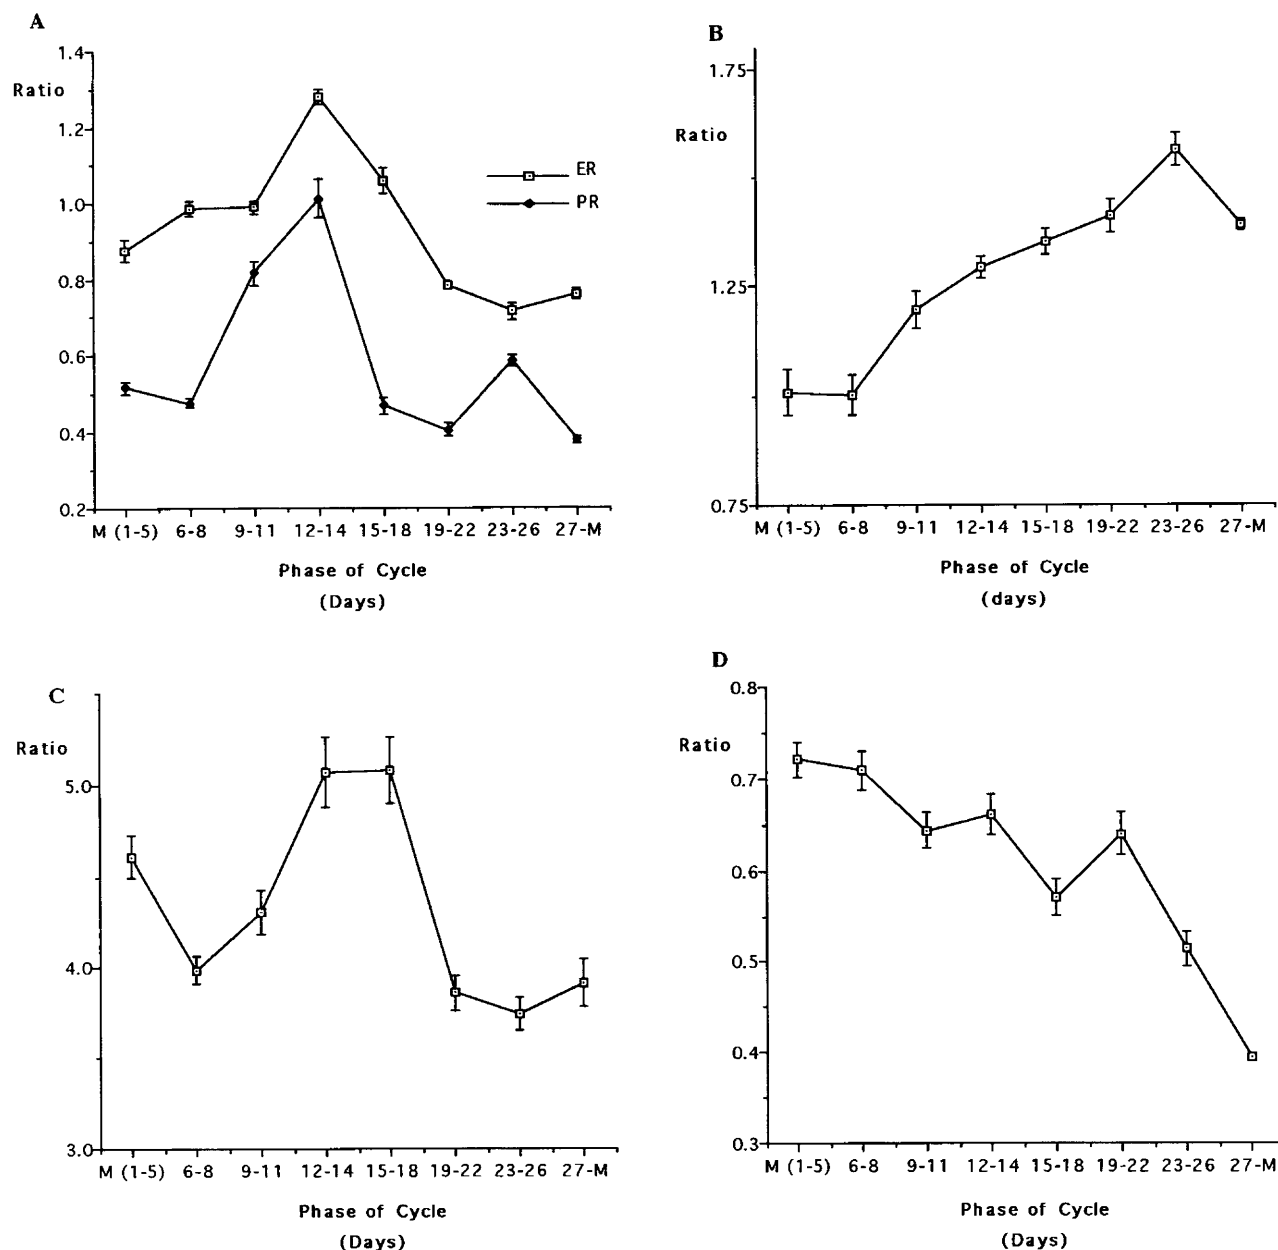 A
1.4
Ratio
1.2
1.0
0.8
0.6
0.4
0.2
ER
PR
M (1-5) 6-8 9-11 12-14 15-18 19-22 23-26 27-M
Phase of Cycle
(Days)
B
1.75
Ratio
1.25
0.75
M (1-5) 6-8 9-11 12-14 15-18 19-22 23-26 27-M
Phase of Cycle
(days)
C
Ratio
5.0
4.0
3.0
M (1-5) 6-8 9-11 12-14 15-18 19-22 23-26 27-M
Phase of Cycle
(Days)
D
0.8
Ratio
0.7
0.6
0.5
0.4
0.3
M (1-5) 6-8 9-11 12-14 15-18 19-22 23-26 27-M
Phase of Cycle
(Days)